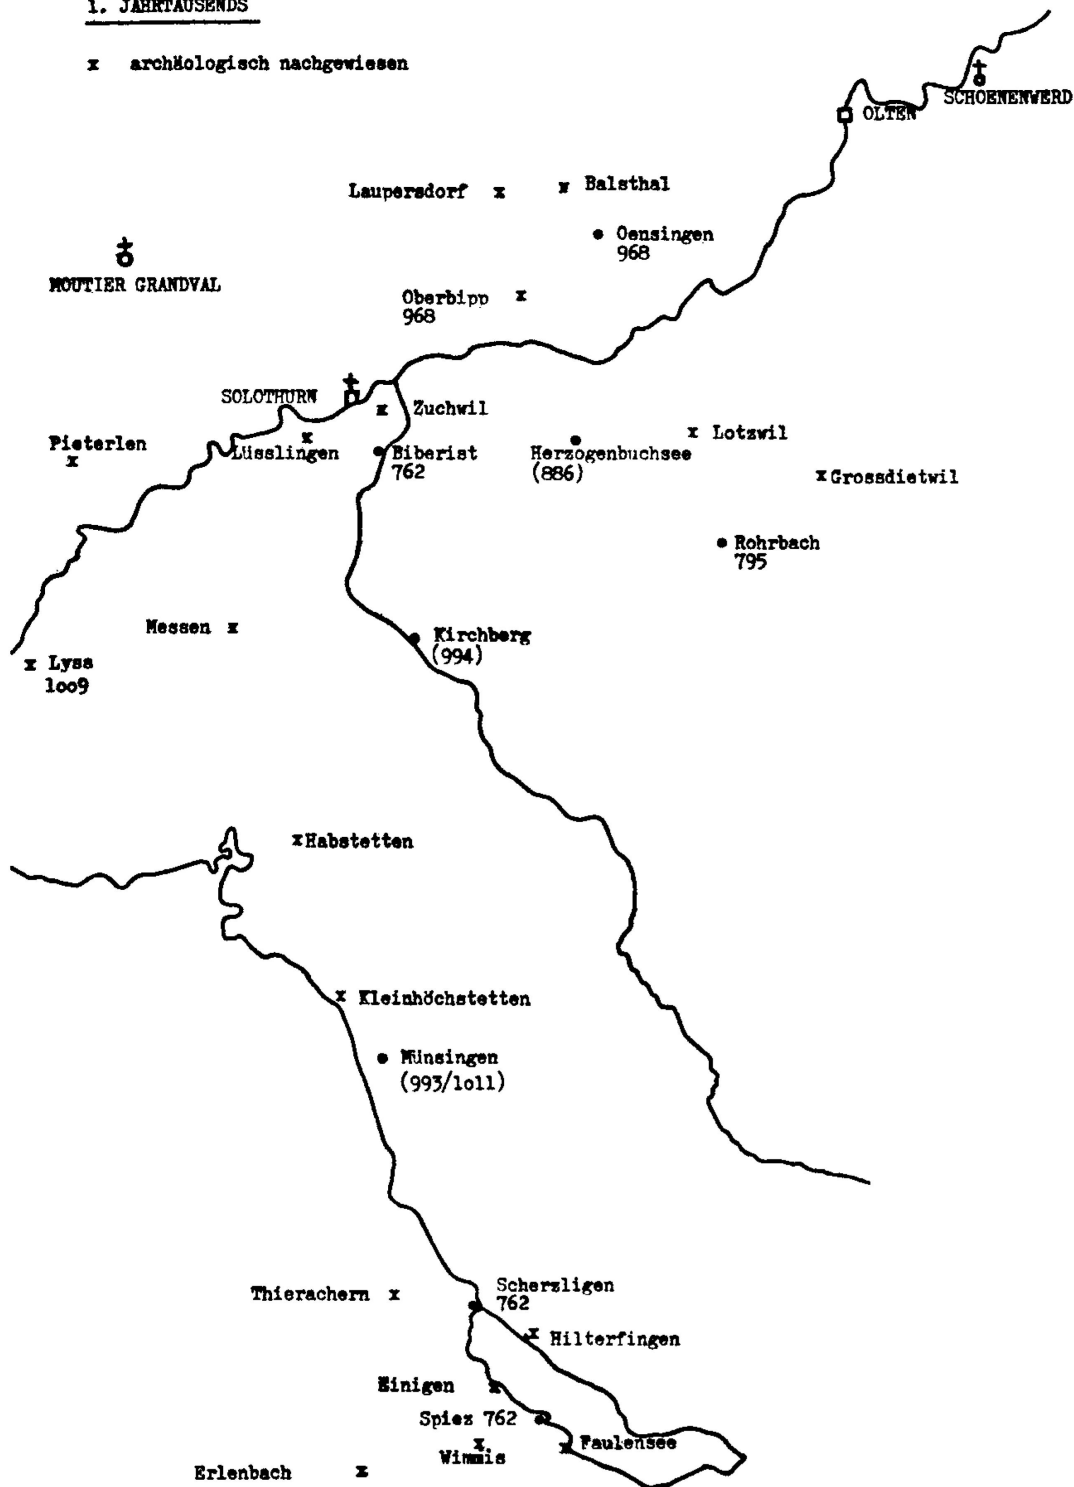 1. JAHRTAUSENDS
x archäologisch nachgewiesen
SCHOENENWERD
OLTEN
Laupersdorf x
x Balsthal
Oensingen
968
MOUTIER GRANDVAL
Oberbipp x
968
SOLOTHURN
x Zuchwil
Pieterlen
x
x
Lüsslingen
Biberist
762
Herzogenbuchsee
(886)
x Lotzwil
x Grossdietwil
Rohrbach
795
Messen x
Kirchberg
(994)
x Lyss
1oo9
x Habstetten
x Kleinhöchstetten
Münsingen
(993/1o11)
Thierachern x
Scherzligen
762
x Hilterfingen
Einigen x
Spiez 762
x
Wimmis
x Faulensee
Erlenbach x